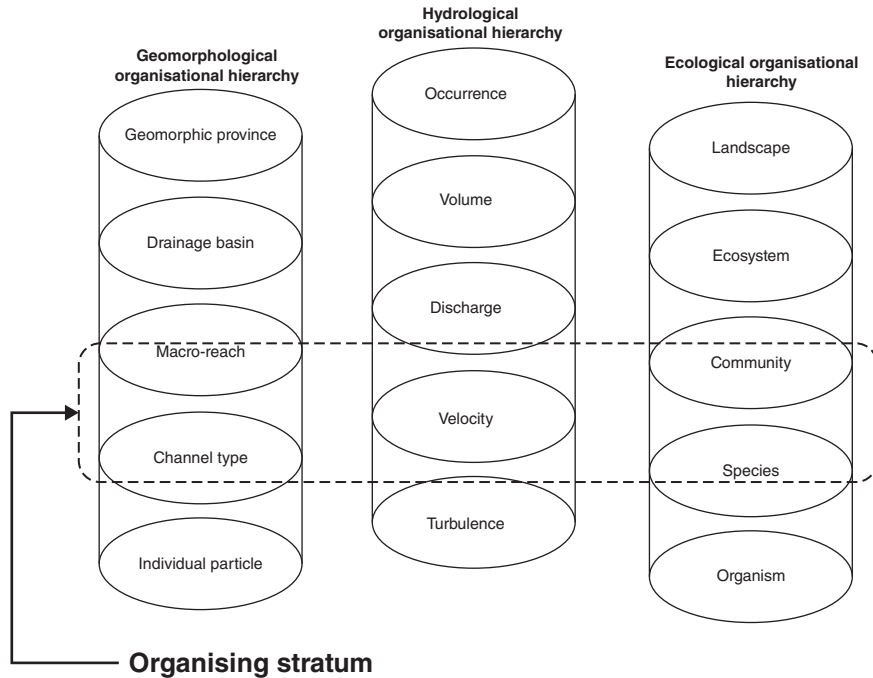 Geomorphological
organisational hierarchy
Geomorphic province
Drainage basin
Macro-reach
Channel type
Individual particle
Hydrological
organisational hierarchy
Occurrence
Volume
Discharge
Velocity
Turbulence
Ecological organisational
hierarchy
Landscape
Ecosystem
Community
Species
Organism
Organising stratum